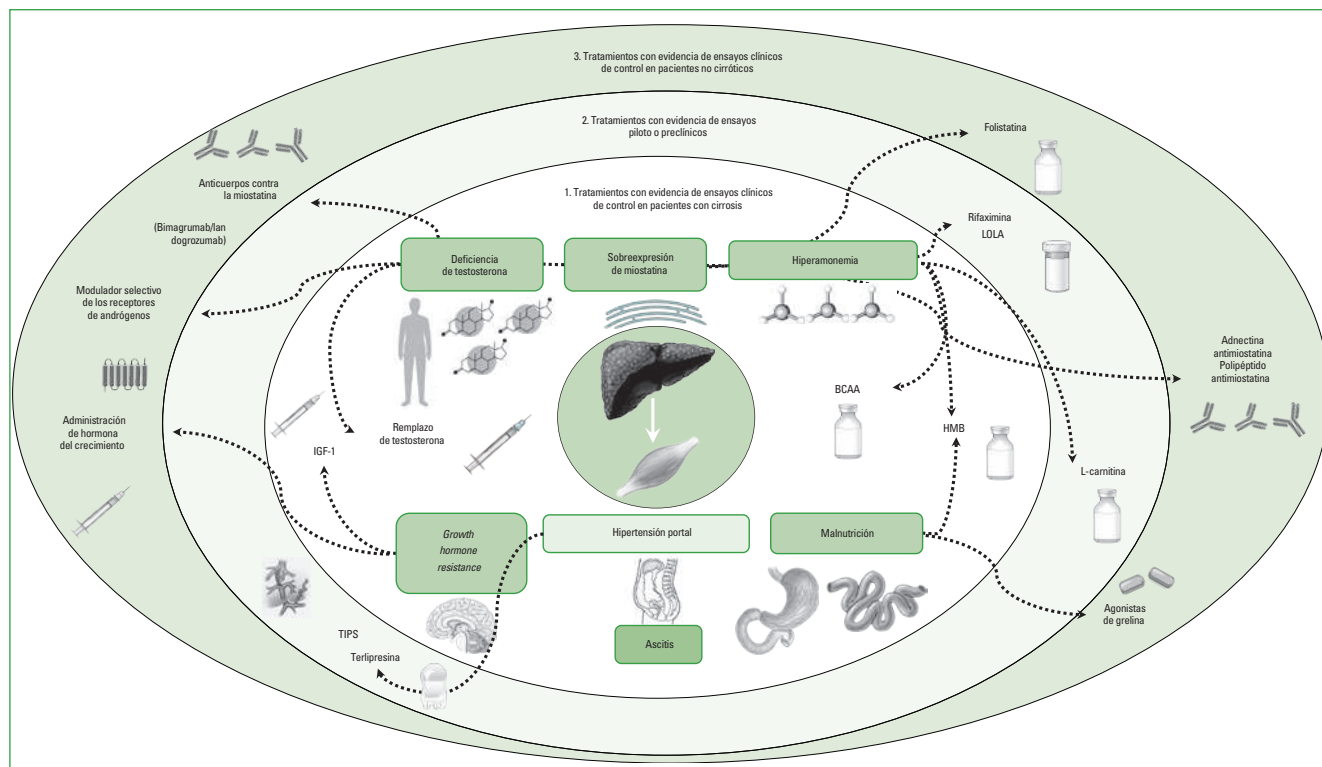 3. Tratamientos con evidencia de ensayos clínicos
de control en pacientes no cirróticos
2. Tratamientos con evidencia de ensayos
piloto o preclínicos
1. Tratamientos con evidencia de ensayos clínicos
de control en pacientes con cirrosis
Anticuerpos contra
la miostatina
(Bimagrumab/lan
dogrozumab)
Modulador selectivo
de los receptores
de andrógenos
Administración
de hormona
del crecimiento
Deficiencia
de testosterona
Sobreexpresión
de miostatina
Hiperamonemia
Folistatina
Rifaximina
LOLA
Adnectina
antimiostatina
Polipéptido
antimiostatina
Remplazo
de testosterona
IGF-1
BCAA
HMB
L-carnitina
Growth
hormone
resistance
Hipertensión portal
Malnutrición
Ascitis
Agonistas
de grelina
TIPS
Terlipresina